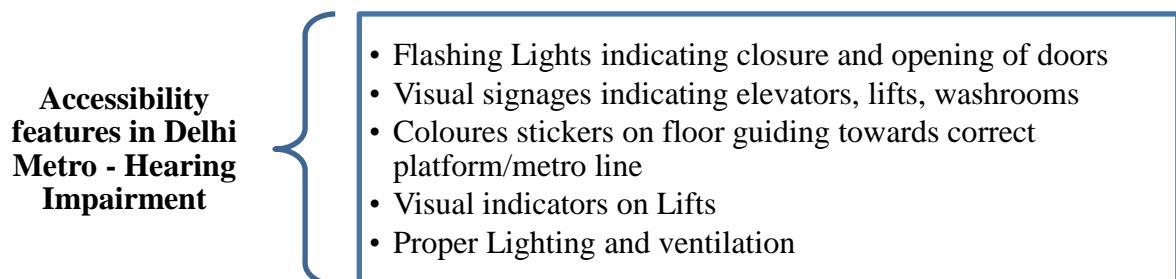 Accessibility
features in Delhi
Metro - Hearing
Impairment
• Flashing Lights indicating closure and opening of doors
• Visual signages indicating elevators, lifts, washrooms
• Coloures stickers on floor guiding towards correct
platform/metro line
• Visual indicators on Lifts
• Proper Lighting and ventilation